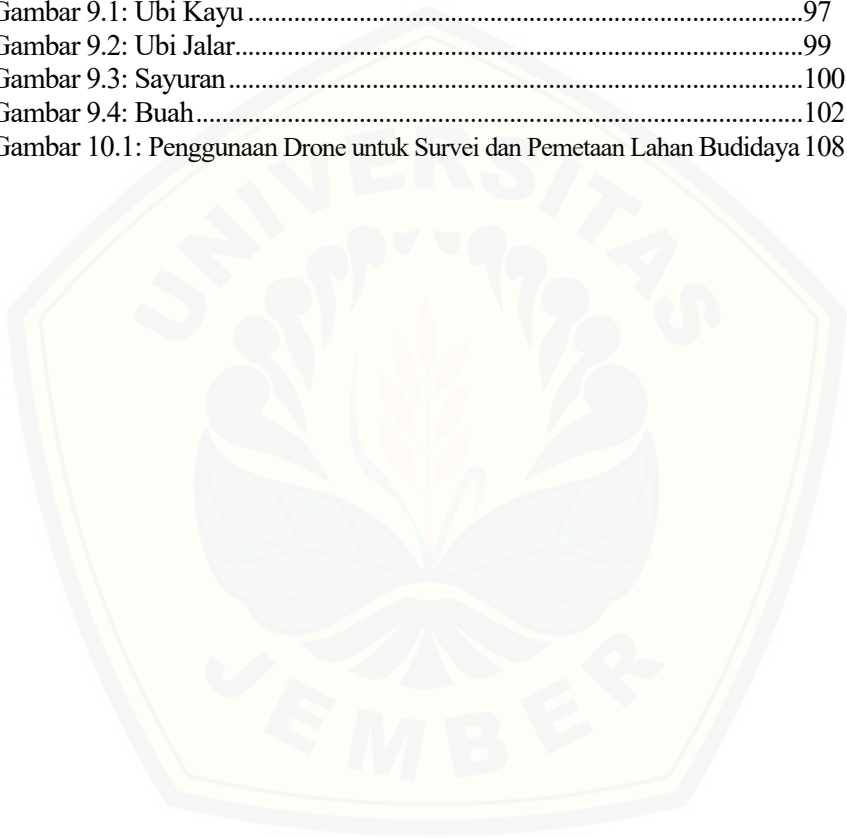 Gambar 9.1: Ubi Kayu ............................................................................................97
Gambar 9.2: Ubi Jalar..............................................................................................99
Gambar 9.3: Sayuran ..............................................................................................100
Gambar 9.4: Buah....................................................................................................102
Gambar 10.1: Penggunaan Drone untuk Survei dan Pemetaan Lahan Budidaya 108
UNIVERSITAS
JEMBER